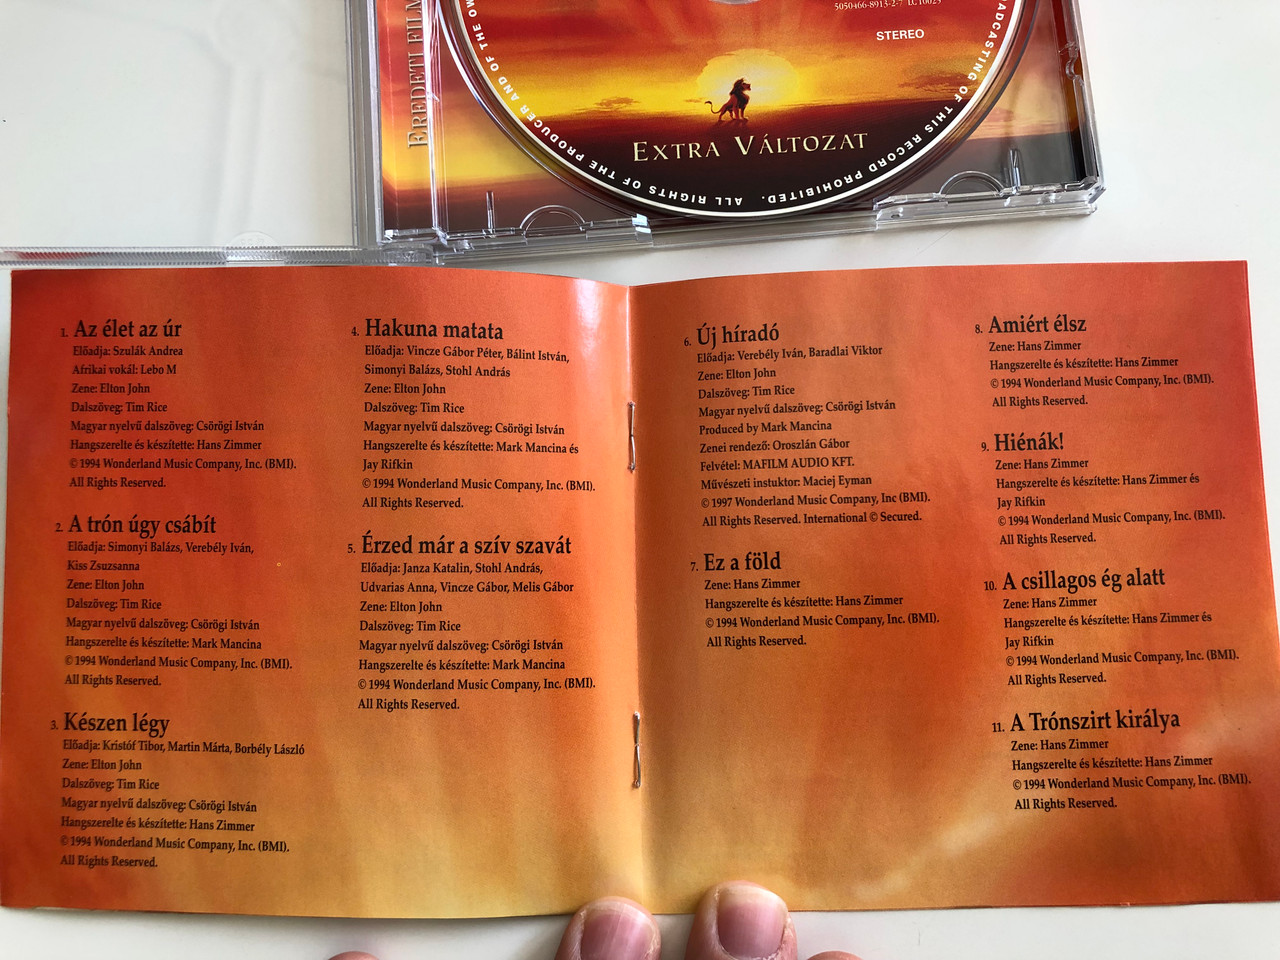 EREDETI FILM
5050466-8913-2-7 LC 10025
STEREO
EXTRA VÁLTOZAT
ALL RIGHTS OF THE PRODUCER AND OF THE OW
ADCASTING OF THIS RECORD PROHIBITED.
1. Az élet az úr
Előadja: Szulák Andrea
Afrikai vokál: Lebo M
Zene: Elton John
Dalszöveg: Tim Rice
Magyar nyelvű dalszöveg: Csörögi István
Hangszerelte és készítette: Hans Zimmer
© 1994 Wonderland Music Company, Inc. (BMI).
All Rights Reserved.
2. A trón úgy csábít
Előadja: Simonyi Balázs, Verebély Iván,
Kiss Zsuzsanna
Zene: Elton John
Dalszöveg: Tim Rice
Magyar nyelvű dalszöveg: Csörögi István
Hangszerelte és készítette: Mark Mancina
© 1994 Wonderland Music Company, Inc. (BMI).
All Rights Reserved.
3. Készen légy
Előadja: Kristóf Tibor, Martin Márta, Borbély László
Zene: Elton John
Dalszöveg: Tim Rice
Magyar nyelvű dalszöveg: Csörögi István
Hangszerelte és készítette: Hans Zimmer
© 1994 Wonderland Music Company, Inc. (BMI).
All Rights Reserved.
4. Hakuna matata
Előadja: Vincze Gábor Péter, Bálint István,
Simonyi Balázs, Stohl András
Zene: Elton John
Dalszöveg: Tim Rice
Magyar nyelvű dalszöveg: Csörögi István
Hangszerelte és készítette: Mark Mancina és
Jay Rifkin
© 1994 Wonderland Music Company, Inc. (BMI).
All Rights Reserved.
5. Érzed már a szív szavát
Előadja: Janza Katalin, Stohl András,
Udvarias Anna, Vincze Gábor, Melis Gábor
Zene: Elton John
Dalszöveg: Tim Rice
Magyar nyelvű dalszöveg: Csörögi István
Hangszerelte és készítette: Mark Mancina
© 1994 Wonderland Music Company, Inc. (BMI).
All Rights Reserved.
6. Új híradó
Előadja: Verebély Iván, Baradlai Viktor
Zene: Elton John
Dalszöveg: Tim Rice
Magyar nyelvű dalszöveg: Csörögi István
Produced by Mark Mancina
Zenei rendező: Oroszlán Gábor
Felvétel: MAFILM AUDIO KFT.
Művészeti instuktor: Maciej Eyman
© 1997 Wonderland Music Company, Inc (BMI).
All Rights Reserved. International © Secured.
7. Ez a föld
Zene: Hans Zimmer
Hangszerelte és készítette: Hans Zimmer
© 1994 Wonderland Music Company, Inc. (BMI).
All Rights Reserved.
8. Amiért élsz
Zene: Hans Zimmer
Hangszerelte és készítette: Hans Zimmer
© 1994 Wonderland Music Company, Inc. (BMI).
All Rights Reserved.
9. Hiénák!
Zene: Hans Zimmer
Hangszerelte és készítette: Hans Zimmer és
Jay Rifkin
© 1994 Wonderland Music Company, Inc. (BMI).
All Rights Reserved.
10. A csillagos ég alatt
Zene: Hans Zimmer
Hangszerelte és készítette: Hans Zimmer és
Jay Rifkin
© 1994 Wonderland Music Company, Inc. (BMI).
All Rights Reserved.
11. A Trónszirt királya
Zene: Hans Zimmer
Hangszerelte és készítette: Hans Zimmer
© 1994 Wonderland Music Company, Inc. (BMI).
All Rights Reserved.